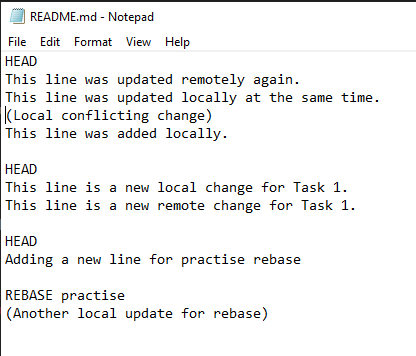 README.md - Notepad
File Edit Format View Help
HEAD
This line was updated remotely again.
This line was updated locally at the same time.
(Local conflicting change)
This line was added locally.

HEAD
This line is a new local change for Task 1.
This line is a new remote change for Task 1.

HEAD
Adding a new line for practise rebase

REBASE practise
(Another local update for rebase)